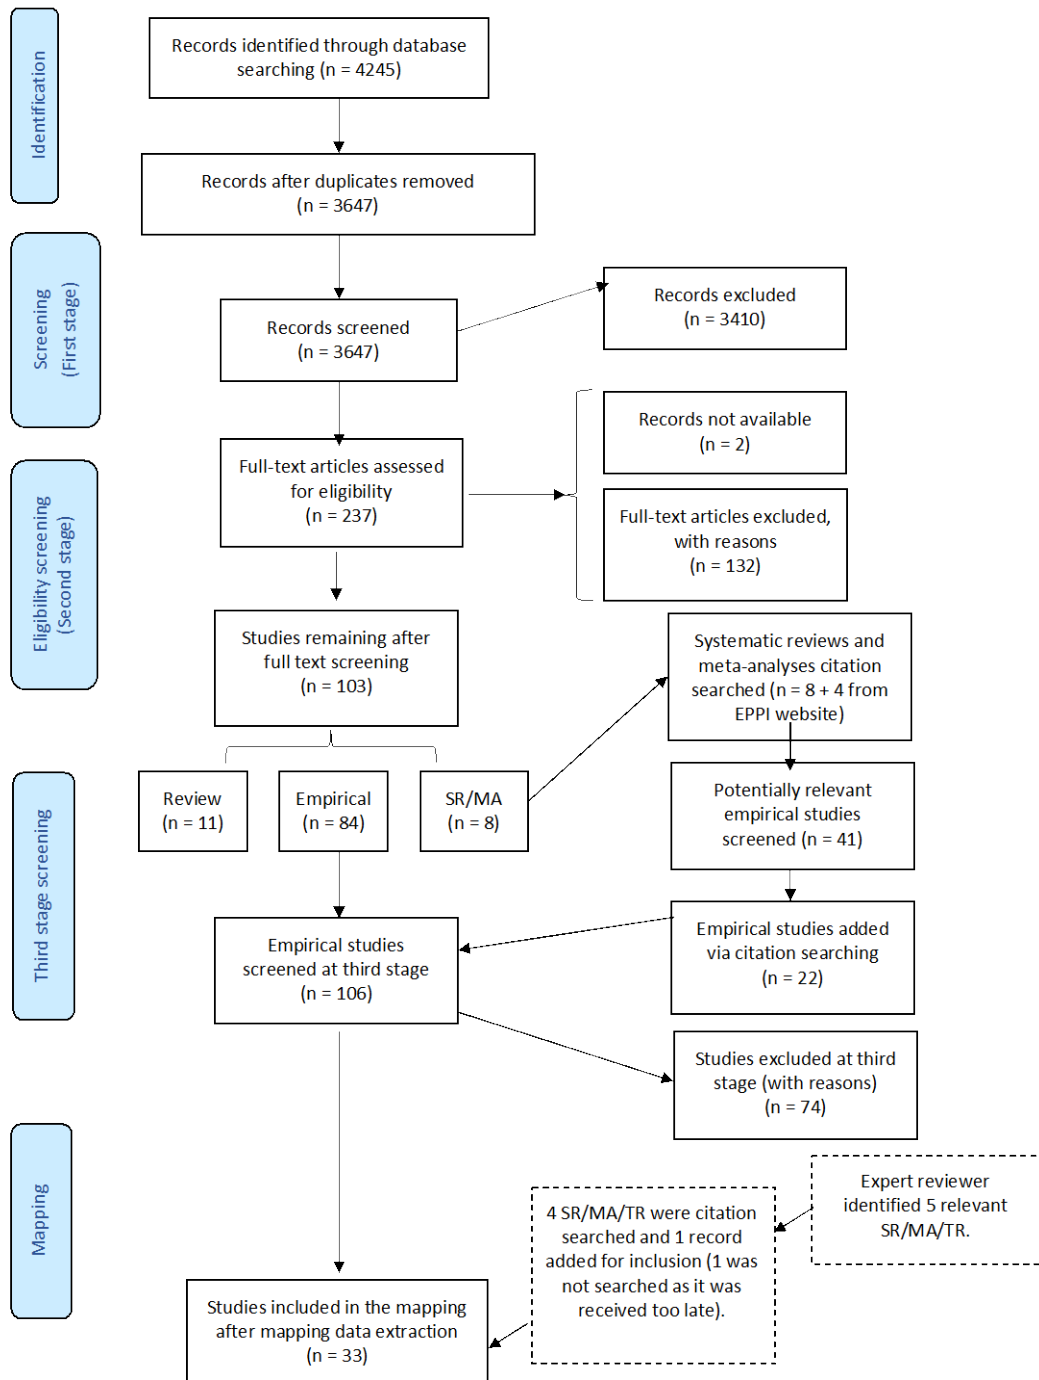 Identification
Records identified through database
searching (n = 4245)
Records after duplicates removed
(n = 3647)
Screening
(First stage)
Records screened
(n = 3647)
Records excluded
(n = 3410)
Eligibility screening
(Second stage)
Full-text articles assessed
for eligibility
(n = 237)
Records not available
(n = 2)
Full-text articles excluded,
with reasons
(n = 132)
Studies remaining after
full text screening
(n = 103)
Systematic reviews and
meta-analyses citation
searched (n = 8 + 4 from
EPPI website)
Third stage screening
Review
(n = 11)
Empirical
(n = 84)
SR/MA
(n = 8)
Potentially relevant
empirical studies
screened (n = 41)
Empirical studies
screened at third stage
(n = 106)
Empirical studies added
via citation searching
(n = 22)
Studies excluded at third
stage (with reasons)
(n = 74)
Mapping
Expert reviewer
identified 5 relevant
SR/MA/TR.
4 SR/MA/TR were citation
searched and 1 record
added for inclusion (1 was
not searched as it was
received too late).
Studies included in the mapping
after mapping data extraction
(n = 33)